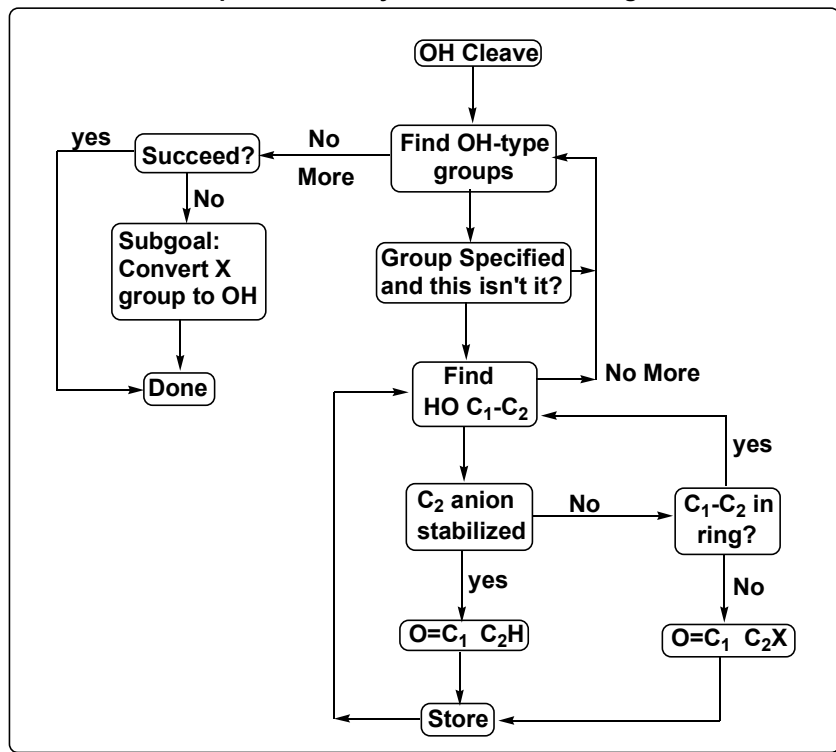 OH Cleave
Find OH-type
groups
No
More
Succeed?
yes
No
Subgoal:
Convert X
group to OH
Done
Group Specified
and this isn't it?
Find
HO C₁-C₂
No More
C₂ anion
stabilized
No
C₁-C₂ in
ring?
yes
yes
No
O=C₁ C₂H
O=C₁ C₂X
Store